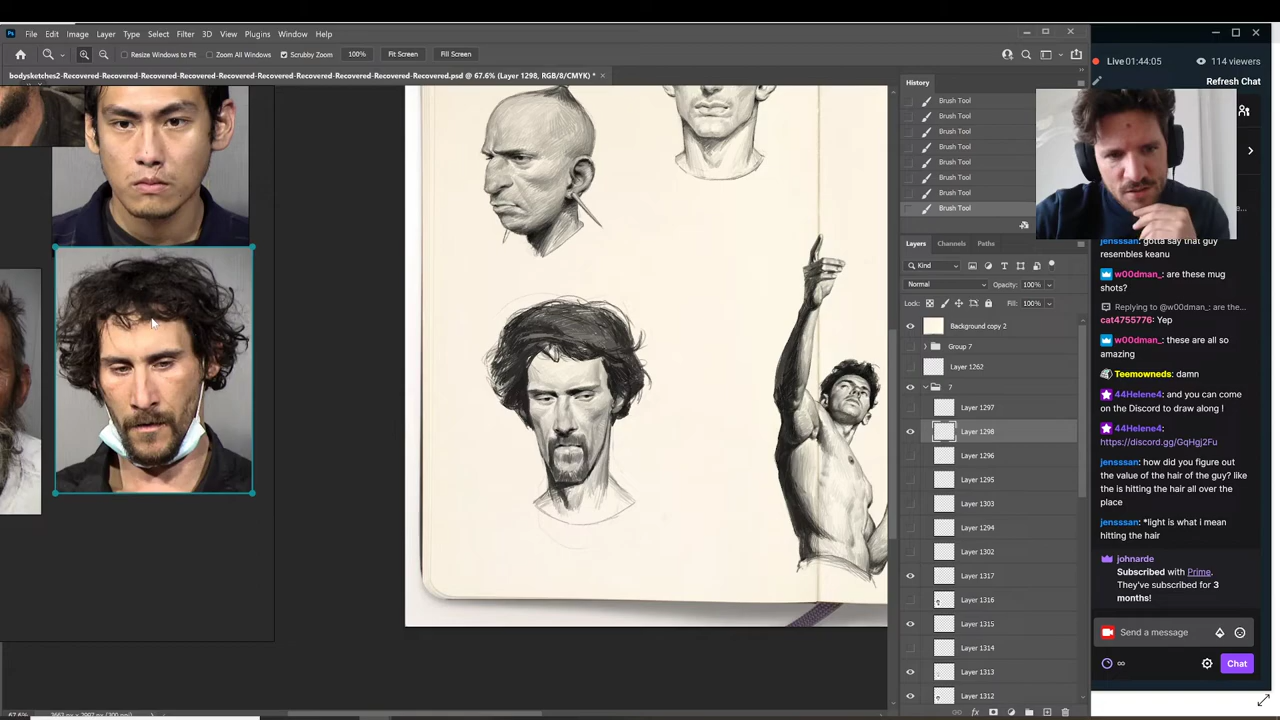 File Edit Image Layer Type Select Filter 3D View Plugins Window Help
Resize Windows to Fit Zoom All Windows Scrubby Zoom 100% Fit Screen Fill Screen
bodysketches2-Recovered-Recovered-Recovered-Recovered-Recovered-Recovered-Recovered-Recovered-Recovered.psd @ 67.6% (Layer 1298, RGB/8/CMYK) *
History
Brush Tool
Brush Tool
Brush Tool
Brush Tool
Brush Tool
Brush Tool
Brush Tool
Brush Tool
Layers Channels Paths
Kind
Normal Opacity: 100%
Lock: Fill: 100%
Background copy 2
Group 7
Layer 1262
7
Layer 1297
Layer 1298
Layer 1296
Layer 1295
Layer 1303
Layer 1294
Layer 1302
Layer 1317
Layer 1316
Layer 1315
Layer 1314
Layer 1313
Layer 1312
Live 01:44:05 114 viewers
Refresh Chat
jensssan: gotta say that guy
resembles keanu
w00dman_: are these mug
shots?
Replying to @w00dman_: are the...
cat4755776: Yep
w00dman_: these are all so
amazing
Teemowneds: damn
44Helene4: and you can come
on the Discord to draw along !
44Helene4:
https://discord.gg/GqHgj2Fu
jensssan: how did you figure out
the value of the hair of the guy? like
the is hitting the hair all over the
place
jensssan: *light is what i mean
hitting the hair
johnarde
Subscribed with Prime.
They've subscribed for 3
months!
Send a message
Chat